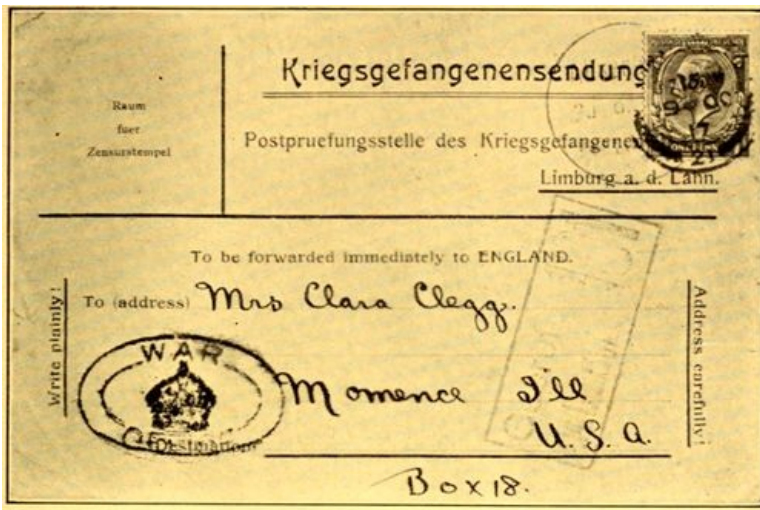 Kriegsgefangenensendung
Raum
fuer
Zensurstempel
Postpruefungsstelle des
Limburg a. d. Lahn.
To be forwarded immediately to ENGLAND.
Write plainly!
To (address) Mrs Clara Clegg.
Address carefully!
WAR
Momence Ill
U. S. A.
Box 18.